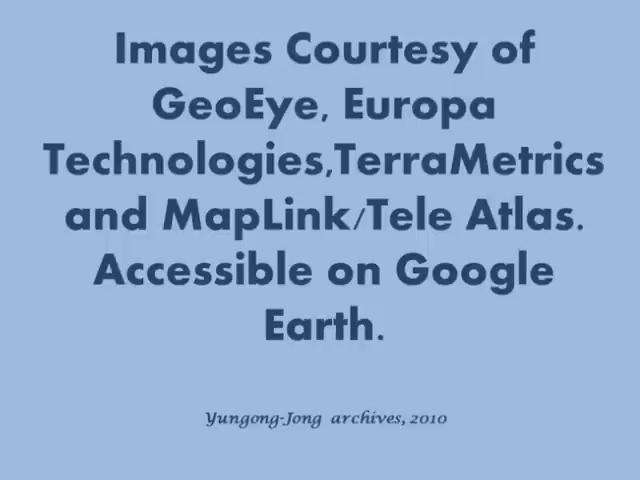 Images Courtesy of
GeoEye, Europa
Technologies,TerraMetrics
and MapLink/Tele Atlas.
Accessible on Google
Earth.
Yungong-Jong archives, 2010